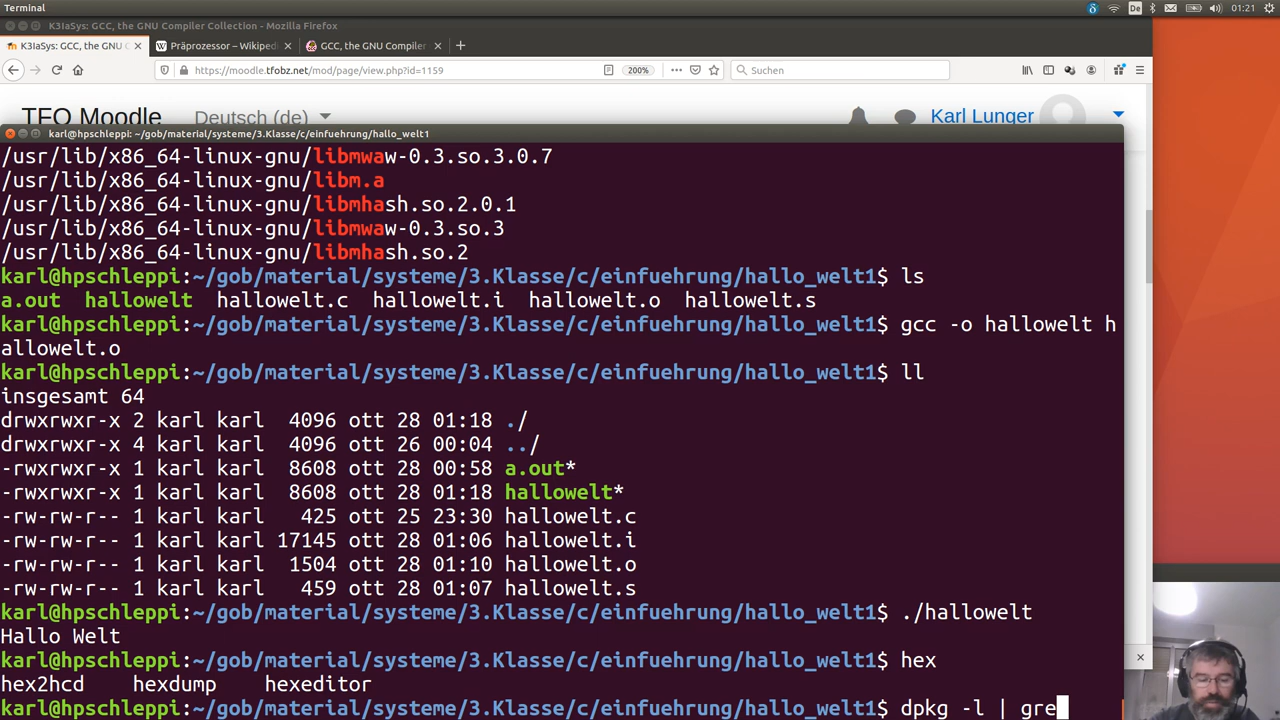 Terminal
De
01:21
K3IaSys: GCC, the GNU Compiler Collection - Mozilla Firefox
K3IaSys: GCC, the GNU C
Präprozessor – Wikipedi
GCC, the GNU Compiler
https://moodle.tfobz.net/mod/page/view.php?id=1159
200%
Suchen
TFO Moodle
Deutsch (de)
Karl Lunger
karl@hpschleppi: ~/gob/material/systeme/3.Klasse/c/einfuehrung/hallo_welt1
/usr/lib/x86_64-linux-gnu/libmwaw-0.3.so.3.0.7
/usr/lib/x86_64-linux-gnu/libm.a
/usr/lib/x86_64-linux-gnu/libmhash.so.2.0.1
/usr/lib/x86_64-linux-gnu/libmwaw-0.3.so.3
/usr/lib/x86_64-linux-gnu/libmhash.so.2
karl@hpschleppi:~/gob/material/systeme/3.Klasse/c/einfuehrung/hallo_welt1$ ls
a.out hallowelt hallowelt.c hallowelt.i hallowelt.o hallowelt.s
karl@hpschleppi:~/gob/material/systeme/3.Klasse/c/einfuehrung/hallo_welt1$ gcc -o hallowelt h
allowelt.o
karl@hpschleppi:~/gob/material/systeme/3.Klasse/c/einfuehrung/hallo_welt1$ ll
insgesamt 64
drwxrwxr-x 2 karl karl 4096 ott 28 01:18 ./
drwxrwxr-x 4 karl karl 4096 ott 26 00:04 ../
-rwxrwxr-x 1 karl karl 8608 ott 28 00:58 a.out*
-rwxrwxr-x 1 karl karl 8608 ott 28 01:18 hallowelt*
-rw-rw-r-- 1 karl karl 425 ott 25 23:30 hallowelt.c
-rw-rw-r-- 1 karl karl 17145 ott 28 01:06 hallowelt.i
-rw-rw-r-- 1 karl karl 1504 ott 28 01:10 hallowelt.o
-rw-rw-r-- 1 karl karl 459 ott 28 01:07 hallowelt.s
karl@hpschleppi:~/gob/material/systeme/3.Klasse/c/einfuehrung/hallo_welt1$ ./hallowelt
Hallo Welt
karl@hpschleppi:~/gob/material/systeme/3.Klasse/c/einfuehrung/hallo_welt1$ hex
hex2hcd hexdump hexeditor
karl@hpschleppi:~/gob/material/systeme/3.Klasse/c/einfuehrung/hallo_welt1$ dpkg -l | gre